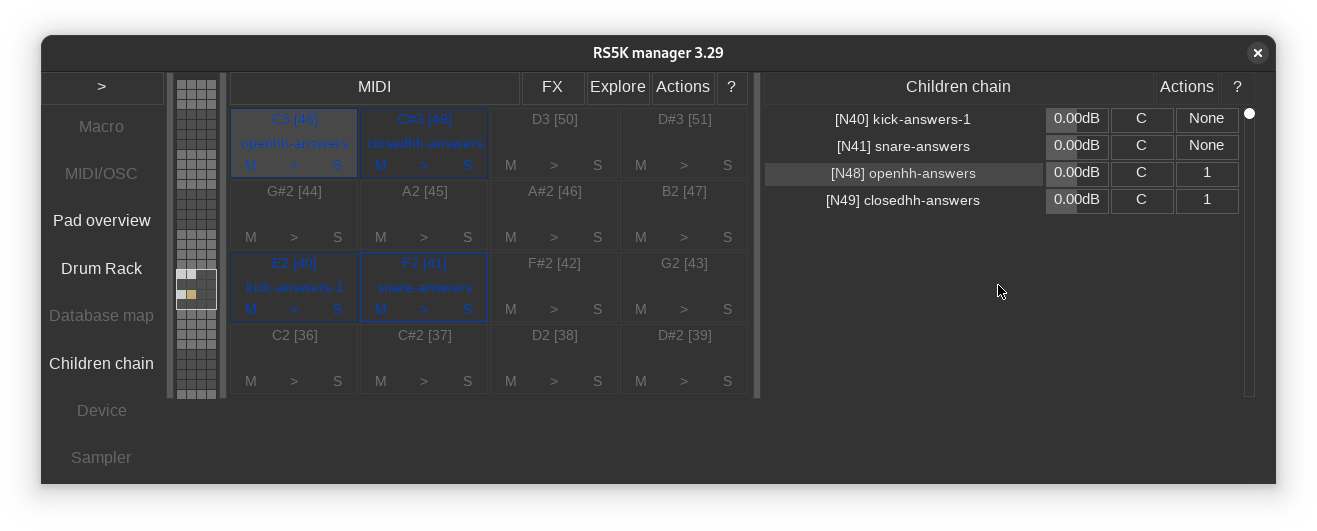 RS5K manager 3.29
>
Macro
MIDI/OSC
Pad overview
Drum Rack
Database map
Children chain
Device
Sampler
MIDI FX Explore Actions ?
C3 [48] C#3 [49] D3 [50] D#3 [51]
openhh-answers closedhh-answers
M > S M > S M > S M > S
G#2 [44] A2 [45] A#2 [46] B2 [47]
M > S M > S M > S M > S
E2 [40] F2 [41] F#2 [42] G2 [43]
kick-answers-1 snare-answers
M > S M > S M > S M > S
C2 [36] C#2 [37] D2 [38] D#2 [39]
M > S M > S M > S M > S
Children chain Actions ?
[N40] kick-answers-1 0.00dB C None
[N41] snare-answers 0.00dB C None
[N48] openhh-answers 0.00dB C 1
[N49] closedhh-answers 0.00dB C 1